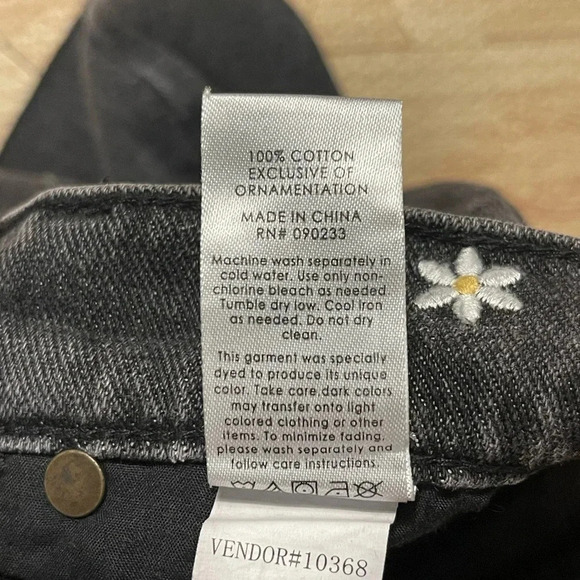 100% COTTON
EXCLUSIVE OF
ORNAMENTATION
MADE IN CHINA
RN# 090233
Machine wash separately in
cold water. Use only non-
chlorine bleach as needed
Tumble dry low. Cool iron
as needed. Do not dry
clean.
This garment was specially
dyed to produce its unique
color. Take care dark colors
may transfer onto light
colored clothing or other
items. To minimize fading,
please wash separately and
follow care instructions.
VENDOR#10368